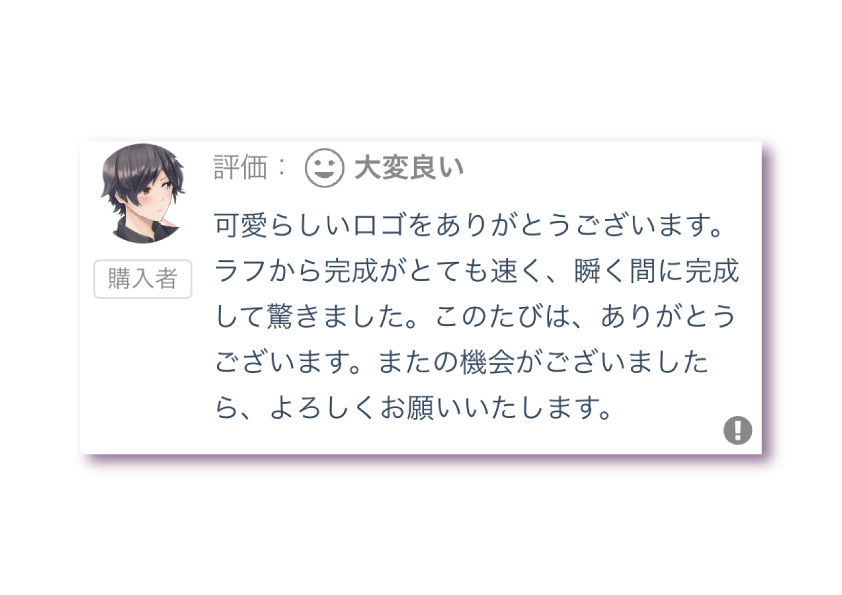 評価： 大変良い
購入者
可愛らしいロゴをありがとうございます。
ラフから完成がとても速く、瞬く間に完成
して驚きました。このたびは、ありがとう
ございます。またの機会がございました
ら、よろしくお願いいたします。